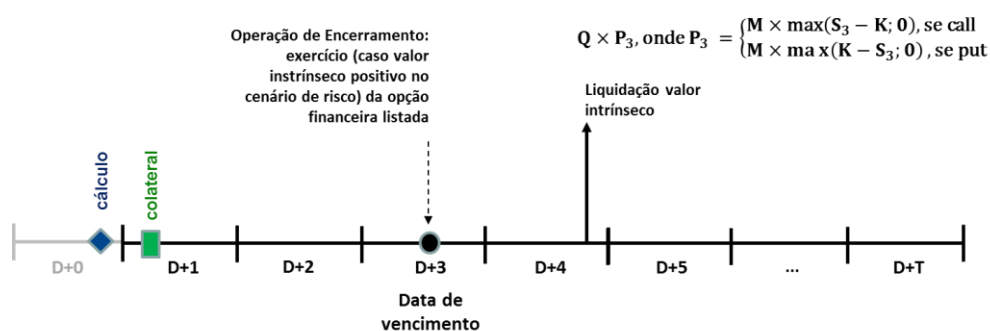 Operação de Encerramento:
exercício (caso valor
instrínseco positivo no
cenário de risco) da opção
financeira listada
Q × P₃, onde P₃ = {M × max(S₃ − K; 0), se call
M × ma x(K − S₃; 0) , se put
Liquidação valor
intrínseco
cálculo
colateral
D+0 D+1 D+2 D+3 D+4 D+5 ... D+T
Data de
vencimento